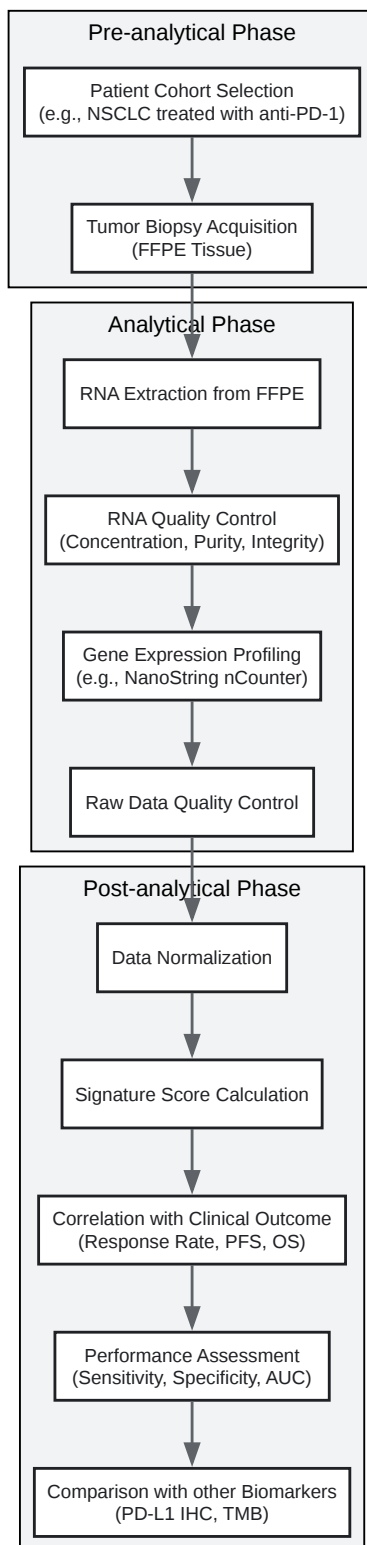 Pre-analytical Phase
Patient Cohort Selection
(e.g., NSCLC treated with anti-PD-1)
Tumor Biopsy Acquisition
(FFPE Tissue)
Analytical Phase
RNA Extraction from FFPE
RNA Quality Control
(Concentration, Purity, Integrity)
Gene Expression Profiling
(e.g., NanoString nCounter)
Raw Data Quality Control
Post-analytical Phase
Data Normalization
Signature Score Calculation
Correlation with Clinical Outcome
(Response Rate, PFS, OS)
Performance Assessment
(Sensitivity, Specificity, AUC)
Comparison with other Biomarkers
(PD-L1 IHC, TMB)